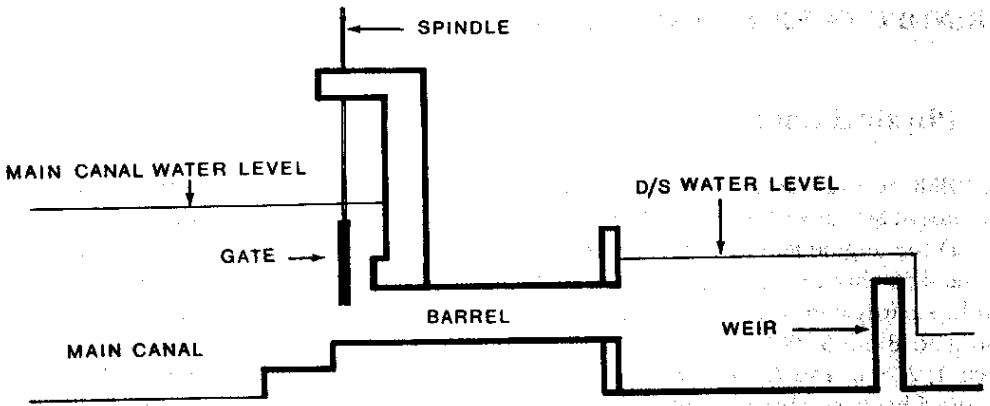 SPINDLE
MAIN CANAL WATER LEVEL
D/S WATER LEVEL
GATE
BARREL
WEIR
MAIN CANAL